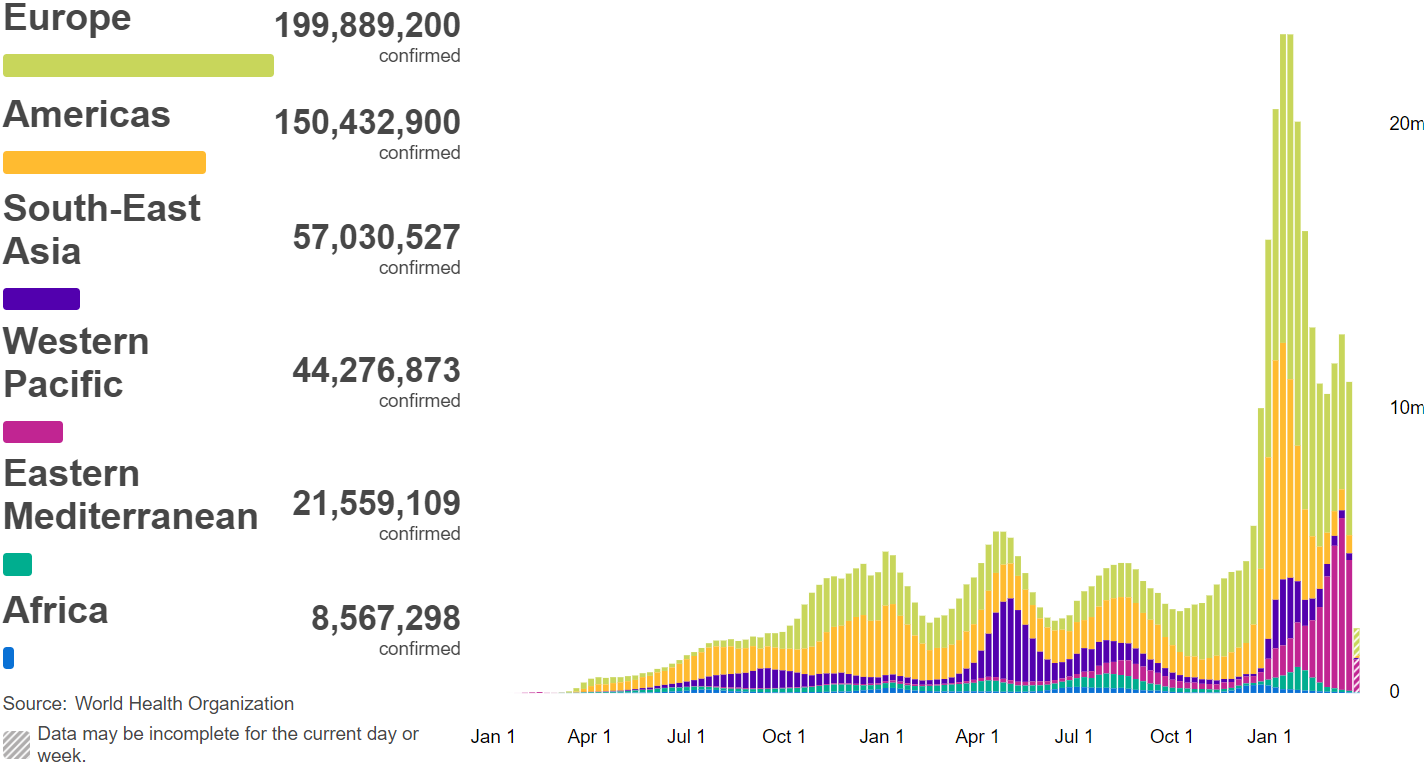 Europe
199,889,200
confirmed
Americas
150,432,900
confirmed
South-East
Asia
57,030,527
confirmed
Western
Pacific
44,276,873
confirmed
Eastern
Mediterranean
21,559,109
confirmed
Africa
8,567,298
confirmed
Source: World Health Organization
Data may be incomplete for the current day or
week.
20m
10m
0
Jan 1 Apr 1 Jul 1 Oct 1 Jan 1 Apr 1 Jul 1 Oct 1 Jan 1